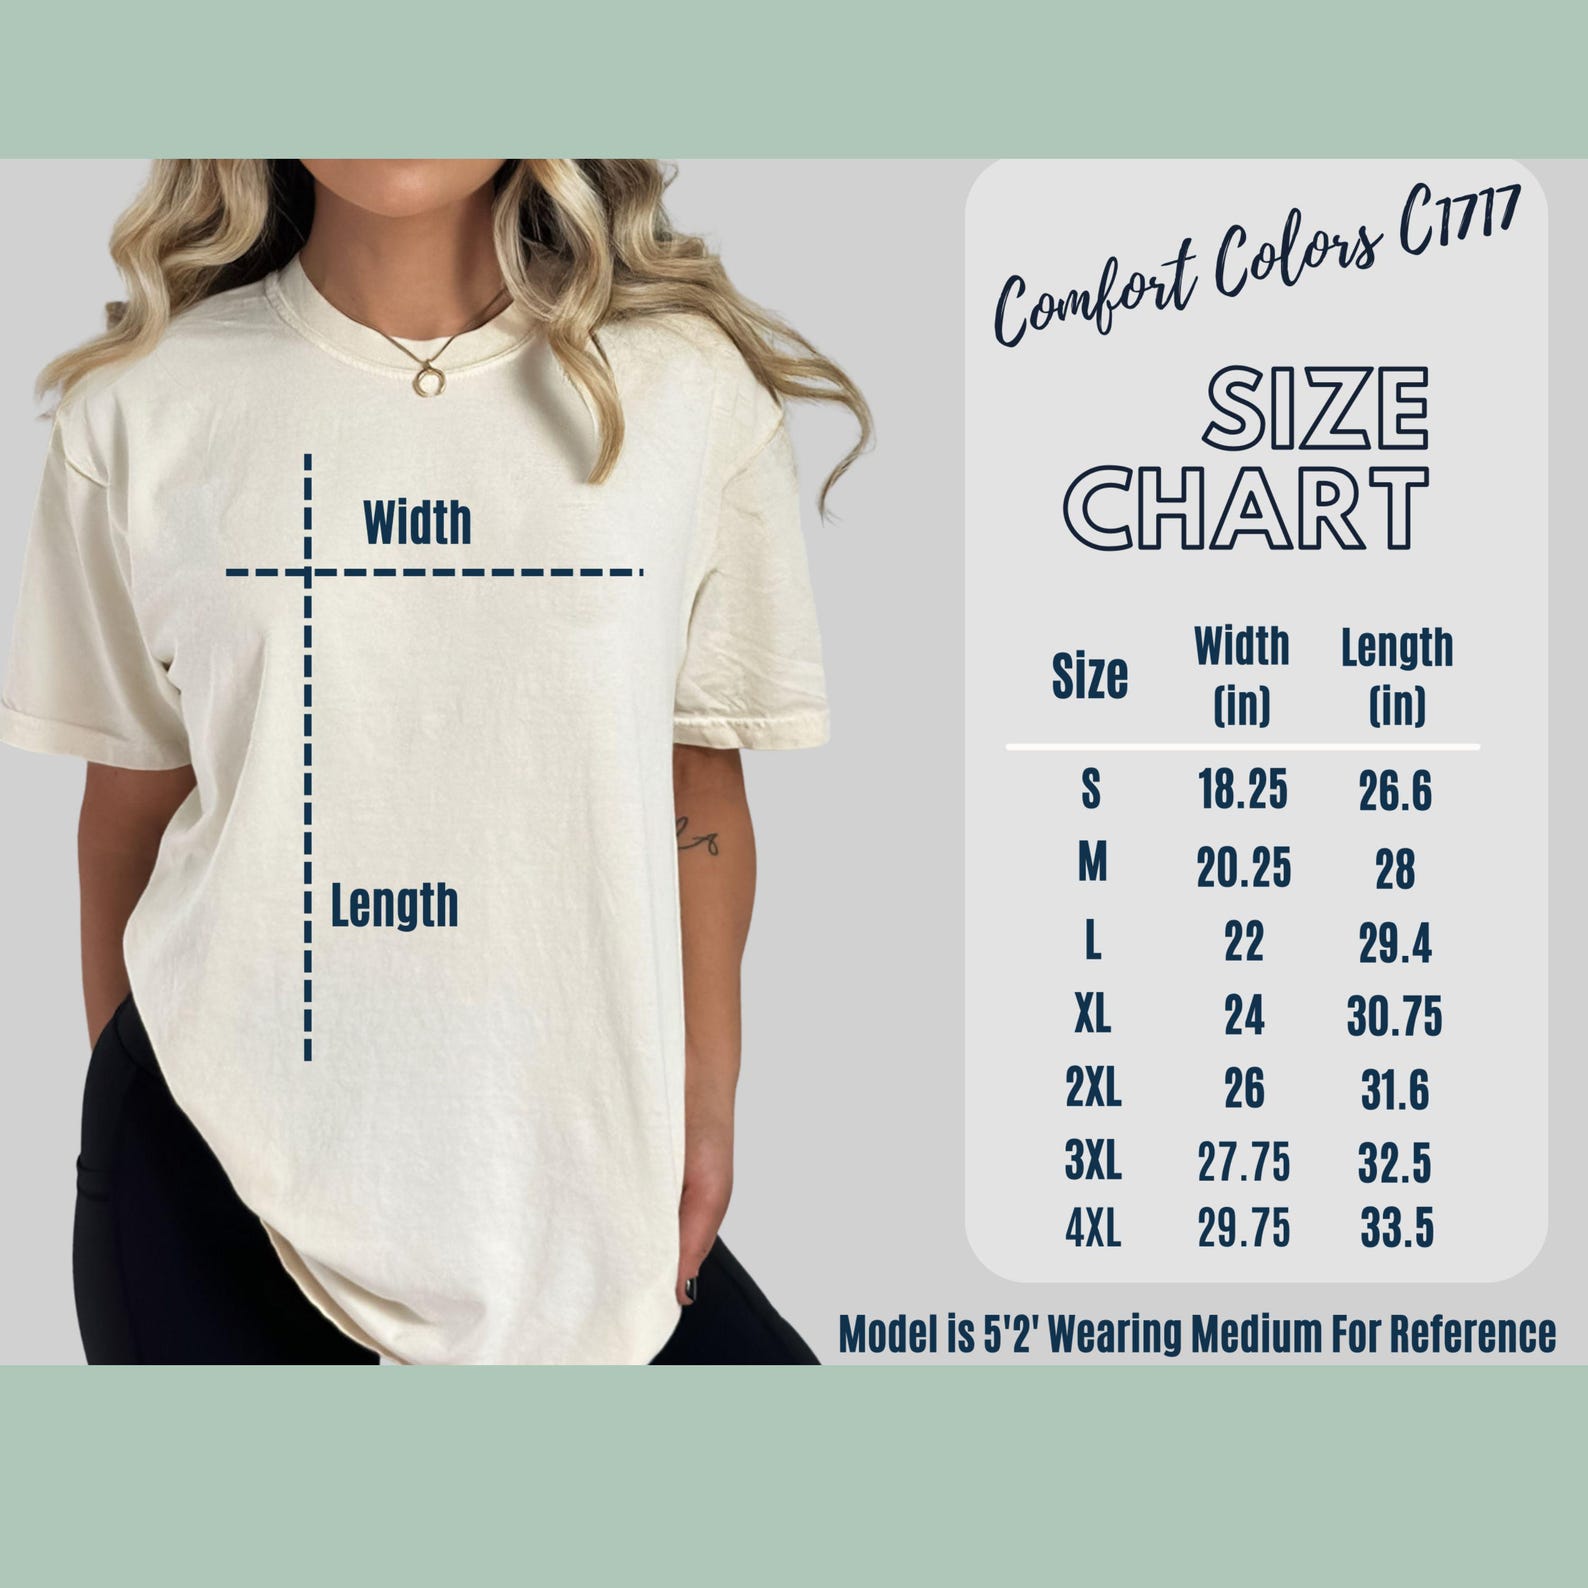 Comfort Colors C1717
SIZE
CHART
Width
Length
Size Width (in) Length (in)
S 18.25 26.6
M 20.25 28
L 22 29.4
XL 24 30.75
2XL 26 31.6
3XL 27.75 32.5
4XL 29.75 33.5
Model is 5'2' Wearing Medium For Reference